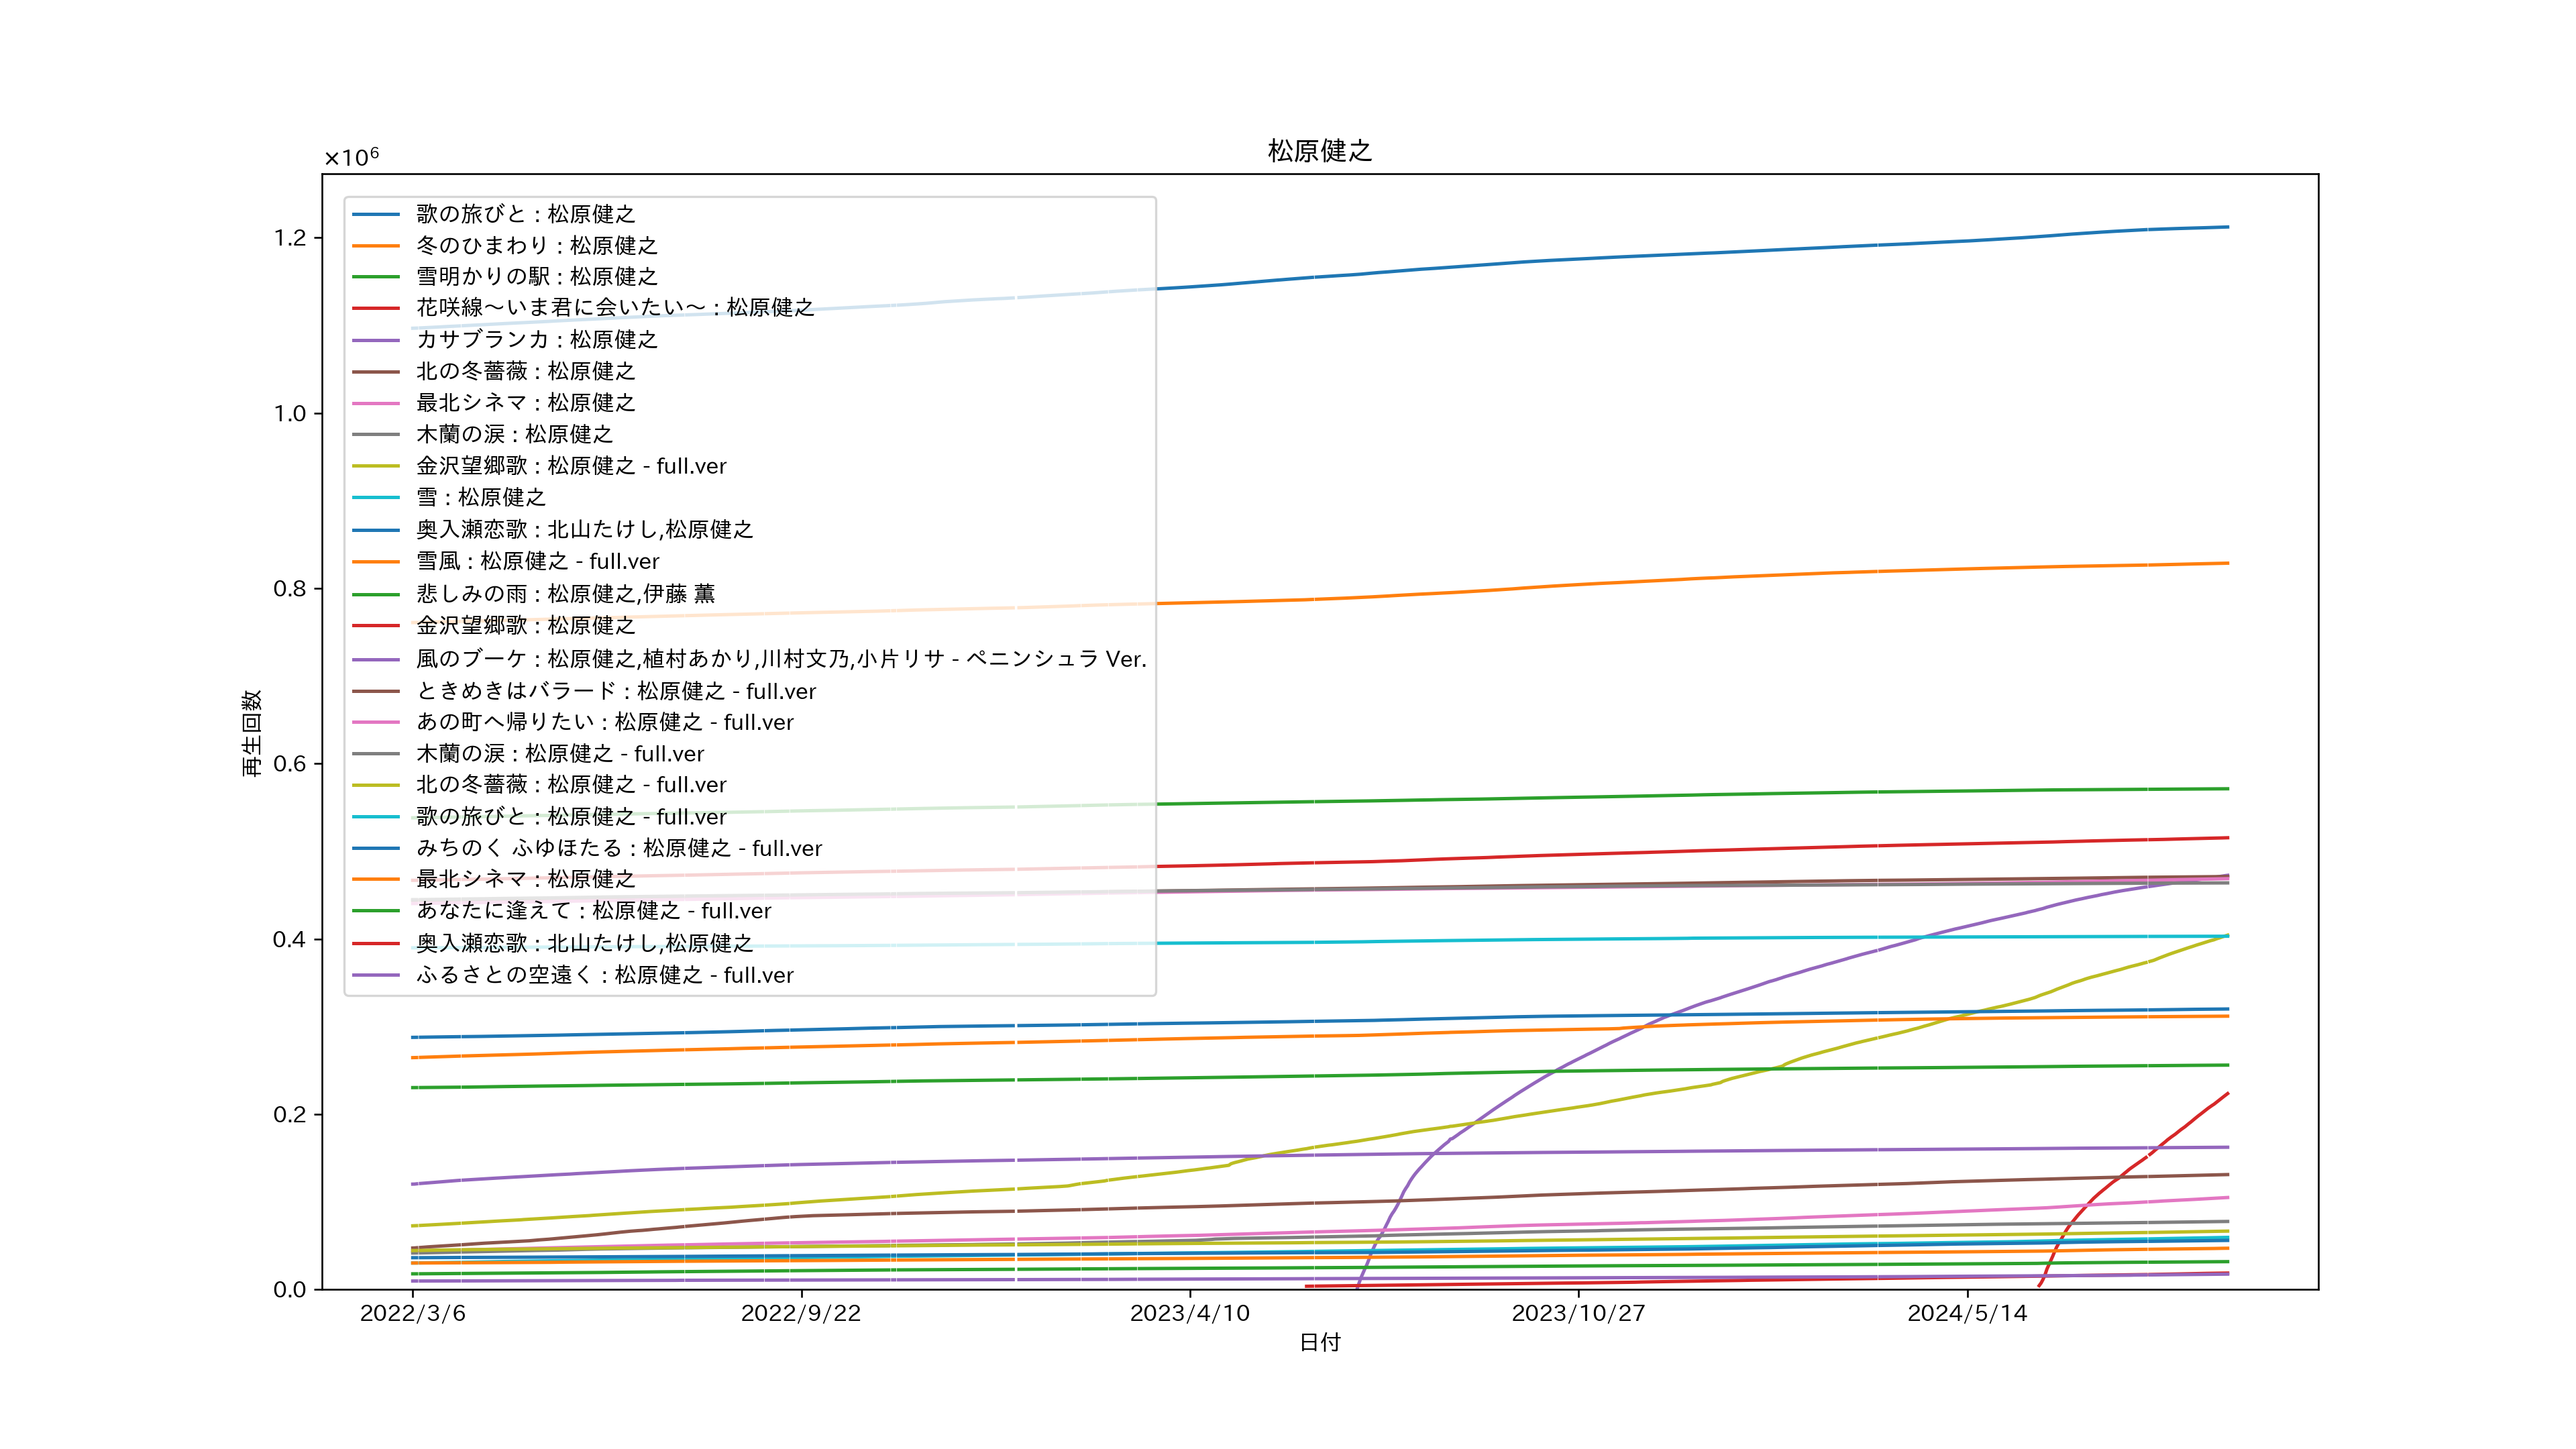 松原健之
×10⁶
歌の旅びと : 松原健之
冬のひまわり : 松原健之
雪明かりの駅 : 松原健之
花咲線～いま君に会いたい～ : 松原健之
カサブランカ : 松原健之
北の冬薔薇 : 松原健之
最北シネマ : 松原健之
木蘭の涙 : 松原健之
金沢望郷歌 : 松原健之 - full.ver
雪 : 松原健之
奥入瀬恋歌 : 北山たけし,松原健之
雪風 : 松原健之 - full.ver
悲しみの雨 : 松原健之,伊藤 薫
金沢望郷歌 : 松原健之
風のブーケ : 松原健之,植村あかり,川村文乃,小片リサ - ペニンシュラ Ver.
ときめきはバラード : 松原健之 - full.ver
あの町へ帰りたい : 松原健之 - full.ver
木蘭の涙 : 松原健之 - full.ver
北の冬薔薇 : 松原健之 - full.ver
歌の旅びと : 松原健之 - full.ver
みちのく ふゆほたる : 松原健之 - full.ver
最北シネマ : 松原健之
あなたに逢えて : 松原健之 - full.ver
奥入瀬恋歌 : 北山たけし,松原健之
ふるさとの空遠く : 松原健之 - full.ver
1.2
1.0
0.8
0.6
0.4
0.2
0.0
再生回数
2022/3/6
2022/9/22
2023/4/10
2023/10/27
2024/5/14
日付